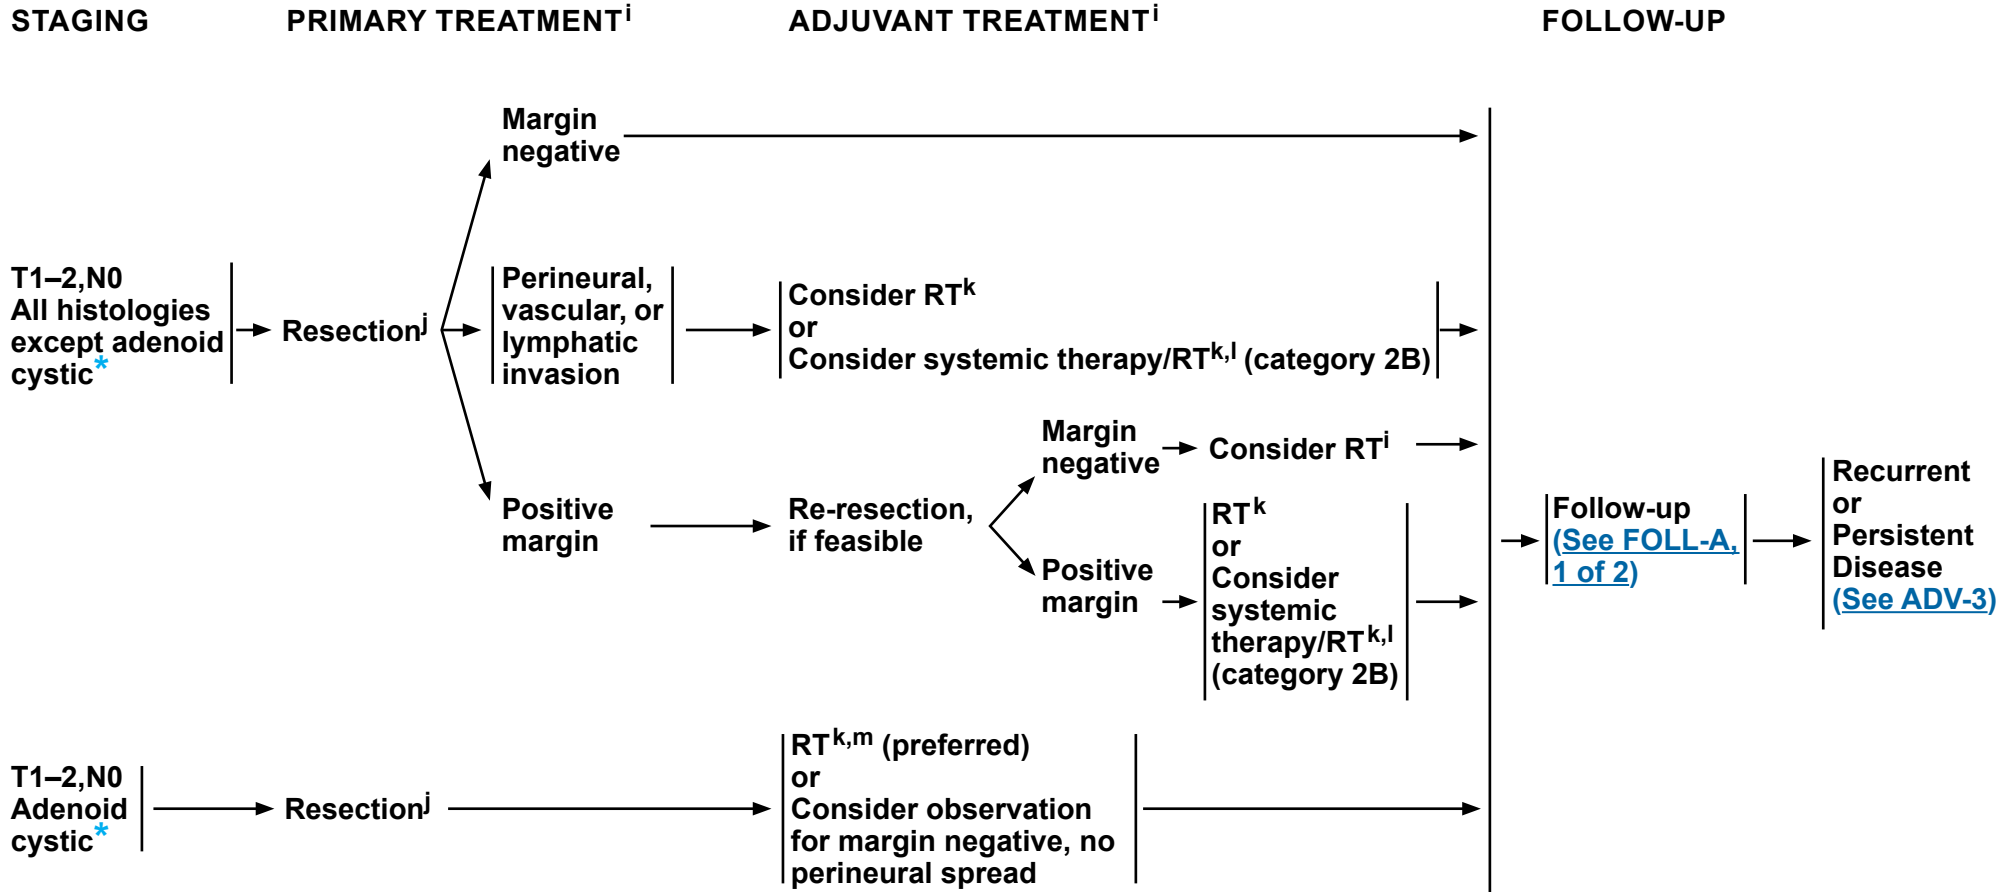 STAGING
PRIMARY TREATMENTi
ADJUVANT TREATMENTi
FOLLOW-UP
T1–2,N0
All histologies
except adenoid
cystic*
Resectionj
Margin
negative
Perineural,
vascular, or
lymphatic
invasion
Consider RTk
or
Consider systemic therapy/RTk,l (category 2B)
Positive
margin
Re-resection,
if feasible
Margin
negative
Consider RTi
Positive
margin
RTk
or
Consider
systemic
therapy/RTk,l
(category 2B)
T1–2,N0
Adenoid
cystic*
Resectionj
RTk,m (preferred)
or
Consider observation
for margin negative, no
perineural spread
Follow-up
(See FOLL-A,
1 of 2)
Recurrent
or
Persistent
Disease
(See ADV-3)